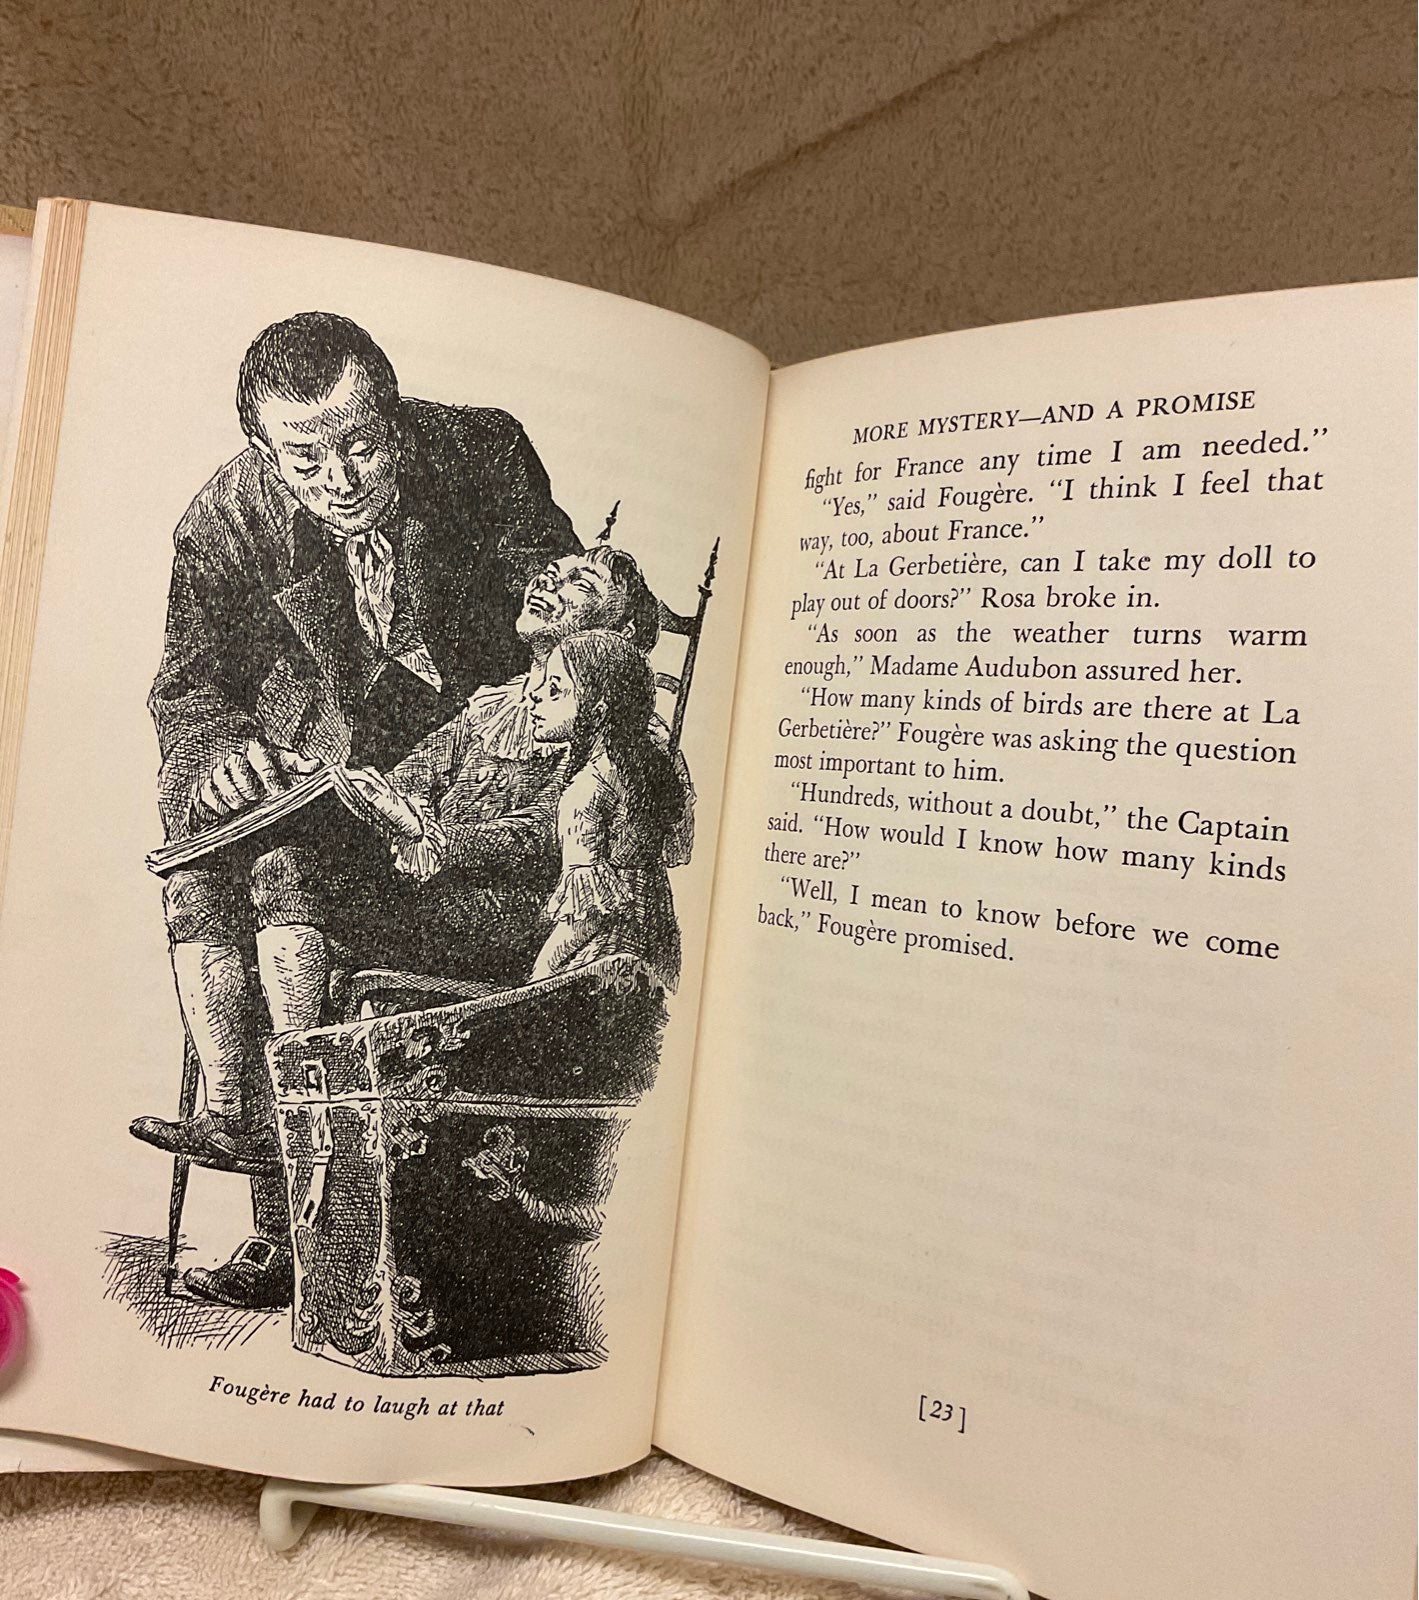 Fougère had to laugh at that
MORE MYSTERY—AND A PROMISE
fight for France any time I am needed.”
“Yes,” said Fougère. “I think I feel that
way, too, about France.”
“At La Gerbetière, can I take my doll to
play out of doors?” Rosa broke in.
“As soon as the weather turns warm
enough,” Madame Audubon assured her.
“How many kinds of birds are there at La
Gerbetière?” Fougère was asking the question
most important to him.
“Hundreds, without a doubt,” the Captain
said. “How would I know how many kinds
there are?”
“Well, I mean to know before we come
back,” Fougère promised.
[23]